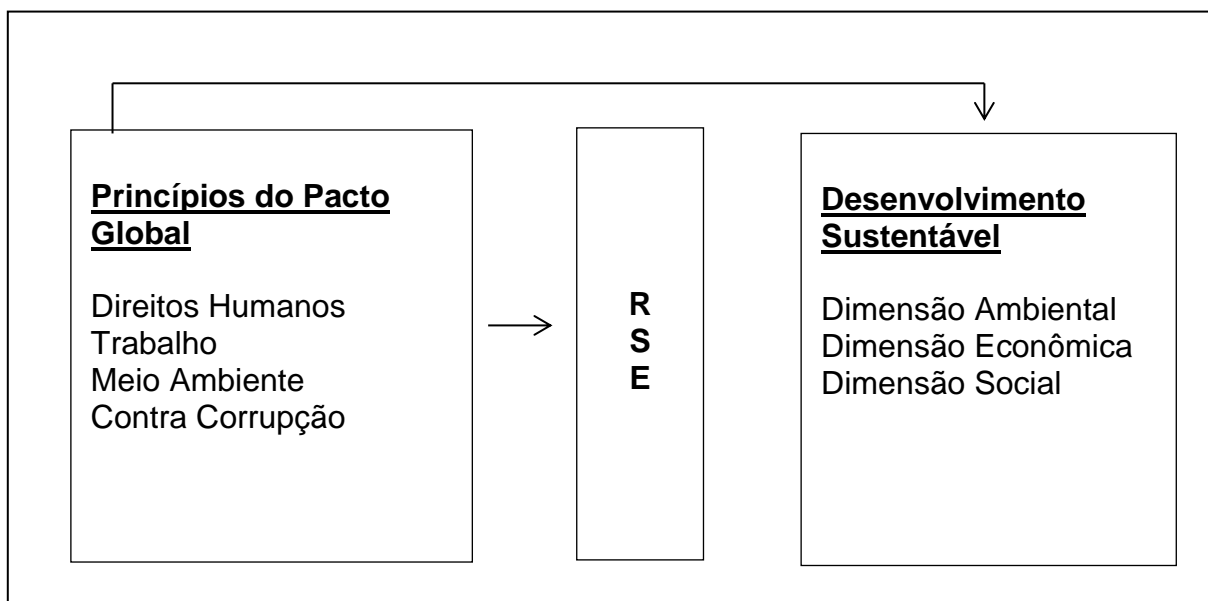 Princípios do Pacto
Global
Direitos Humanos
Trabalho
Meio Ambiente
Contra Corrupção
R
S
E
Desenvolvimento
Sustentável
Dimensão Ambiental
Dimensão Econômica
Dimensão Social